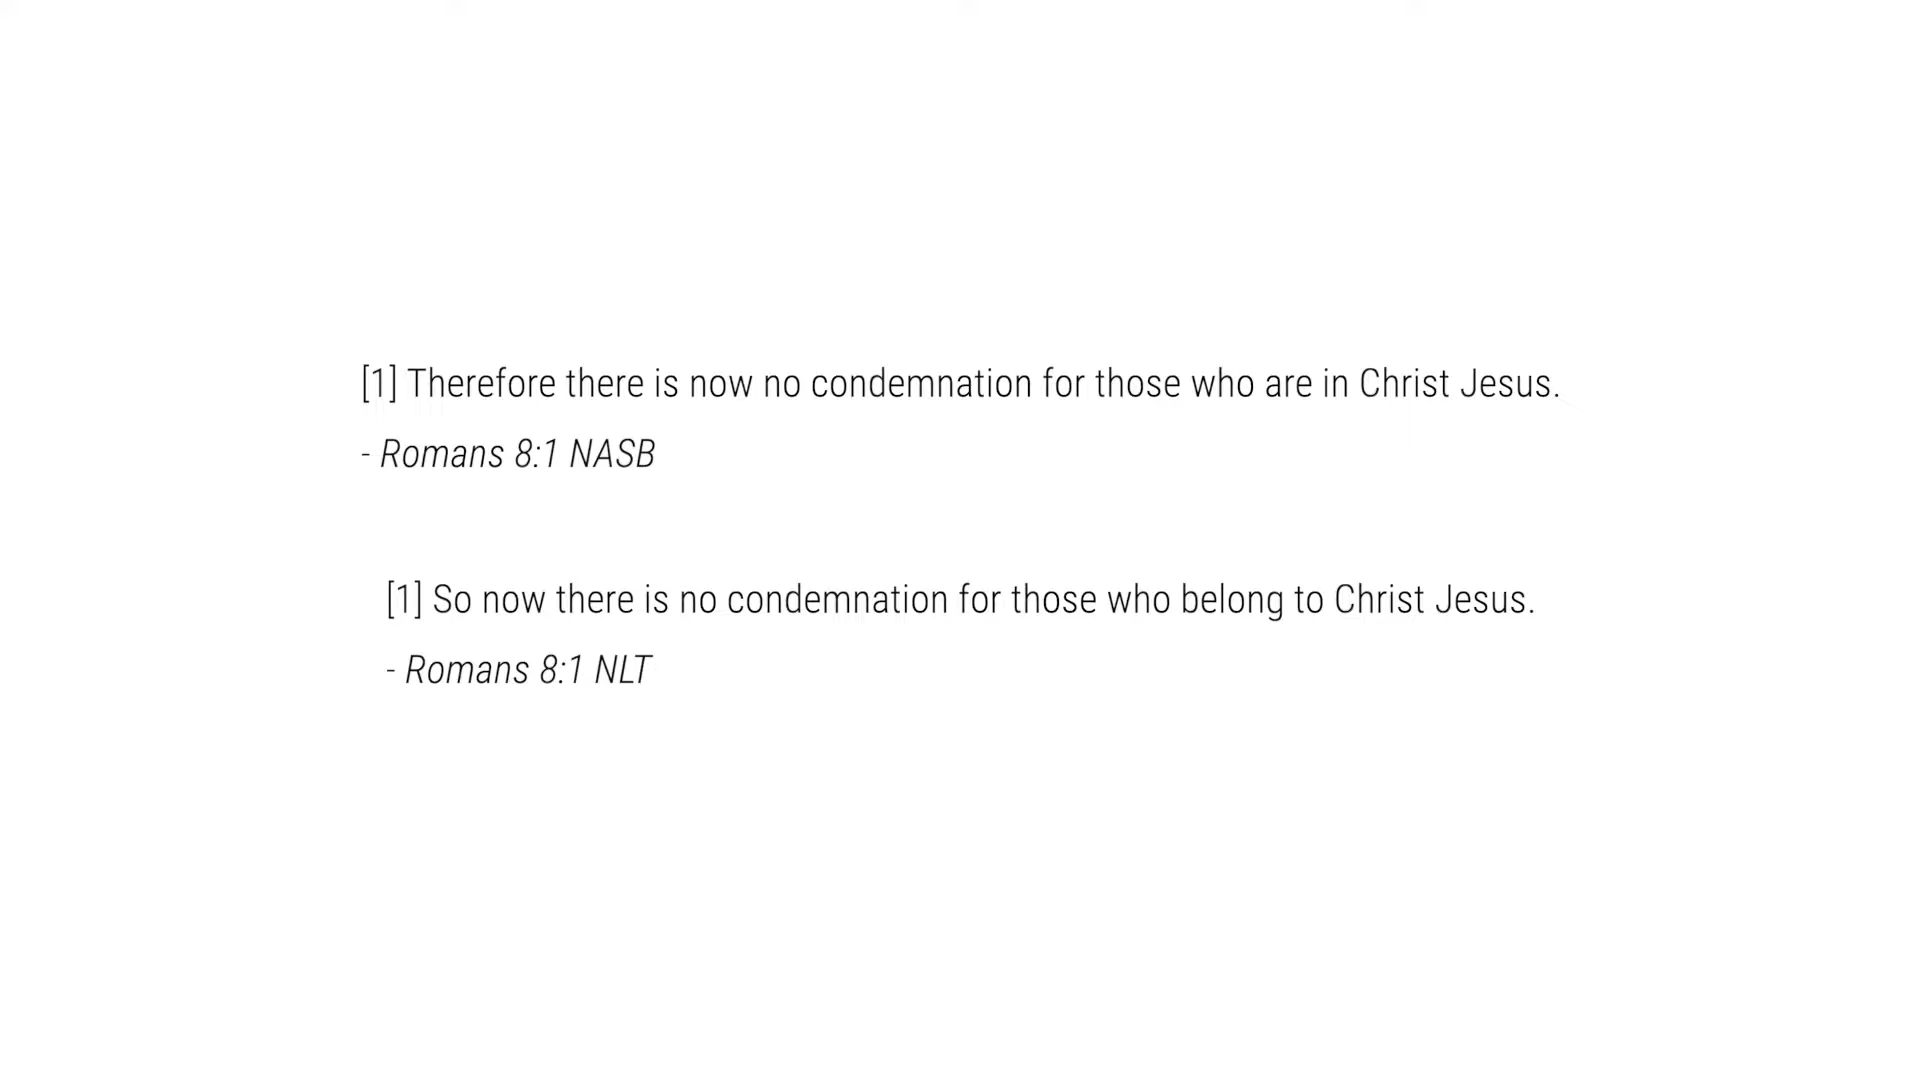 [1] Therefore there is now no condemnation for those who are in Christ Jesus.
- Romans 8:1 NASB
[1] So now there is no condemnation for those who belong to Christ Jesus.
- Romans 8:1 NLT